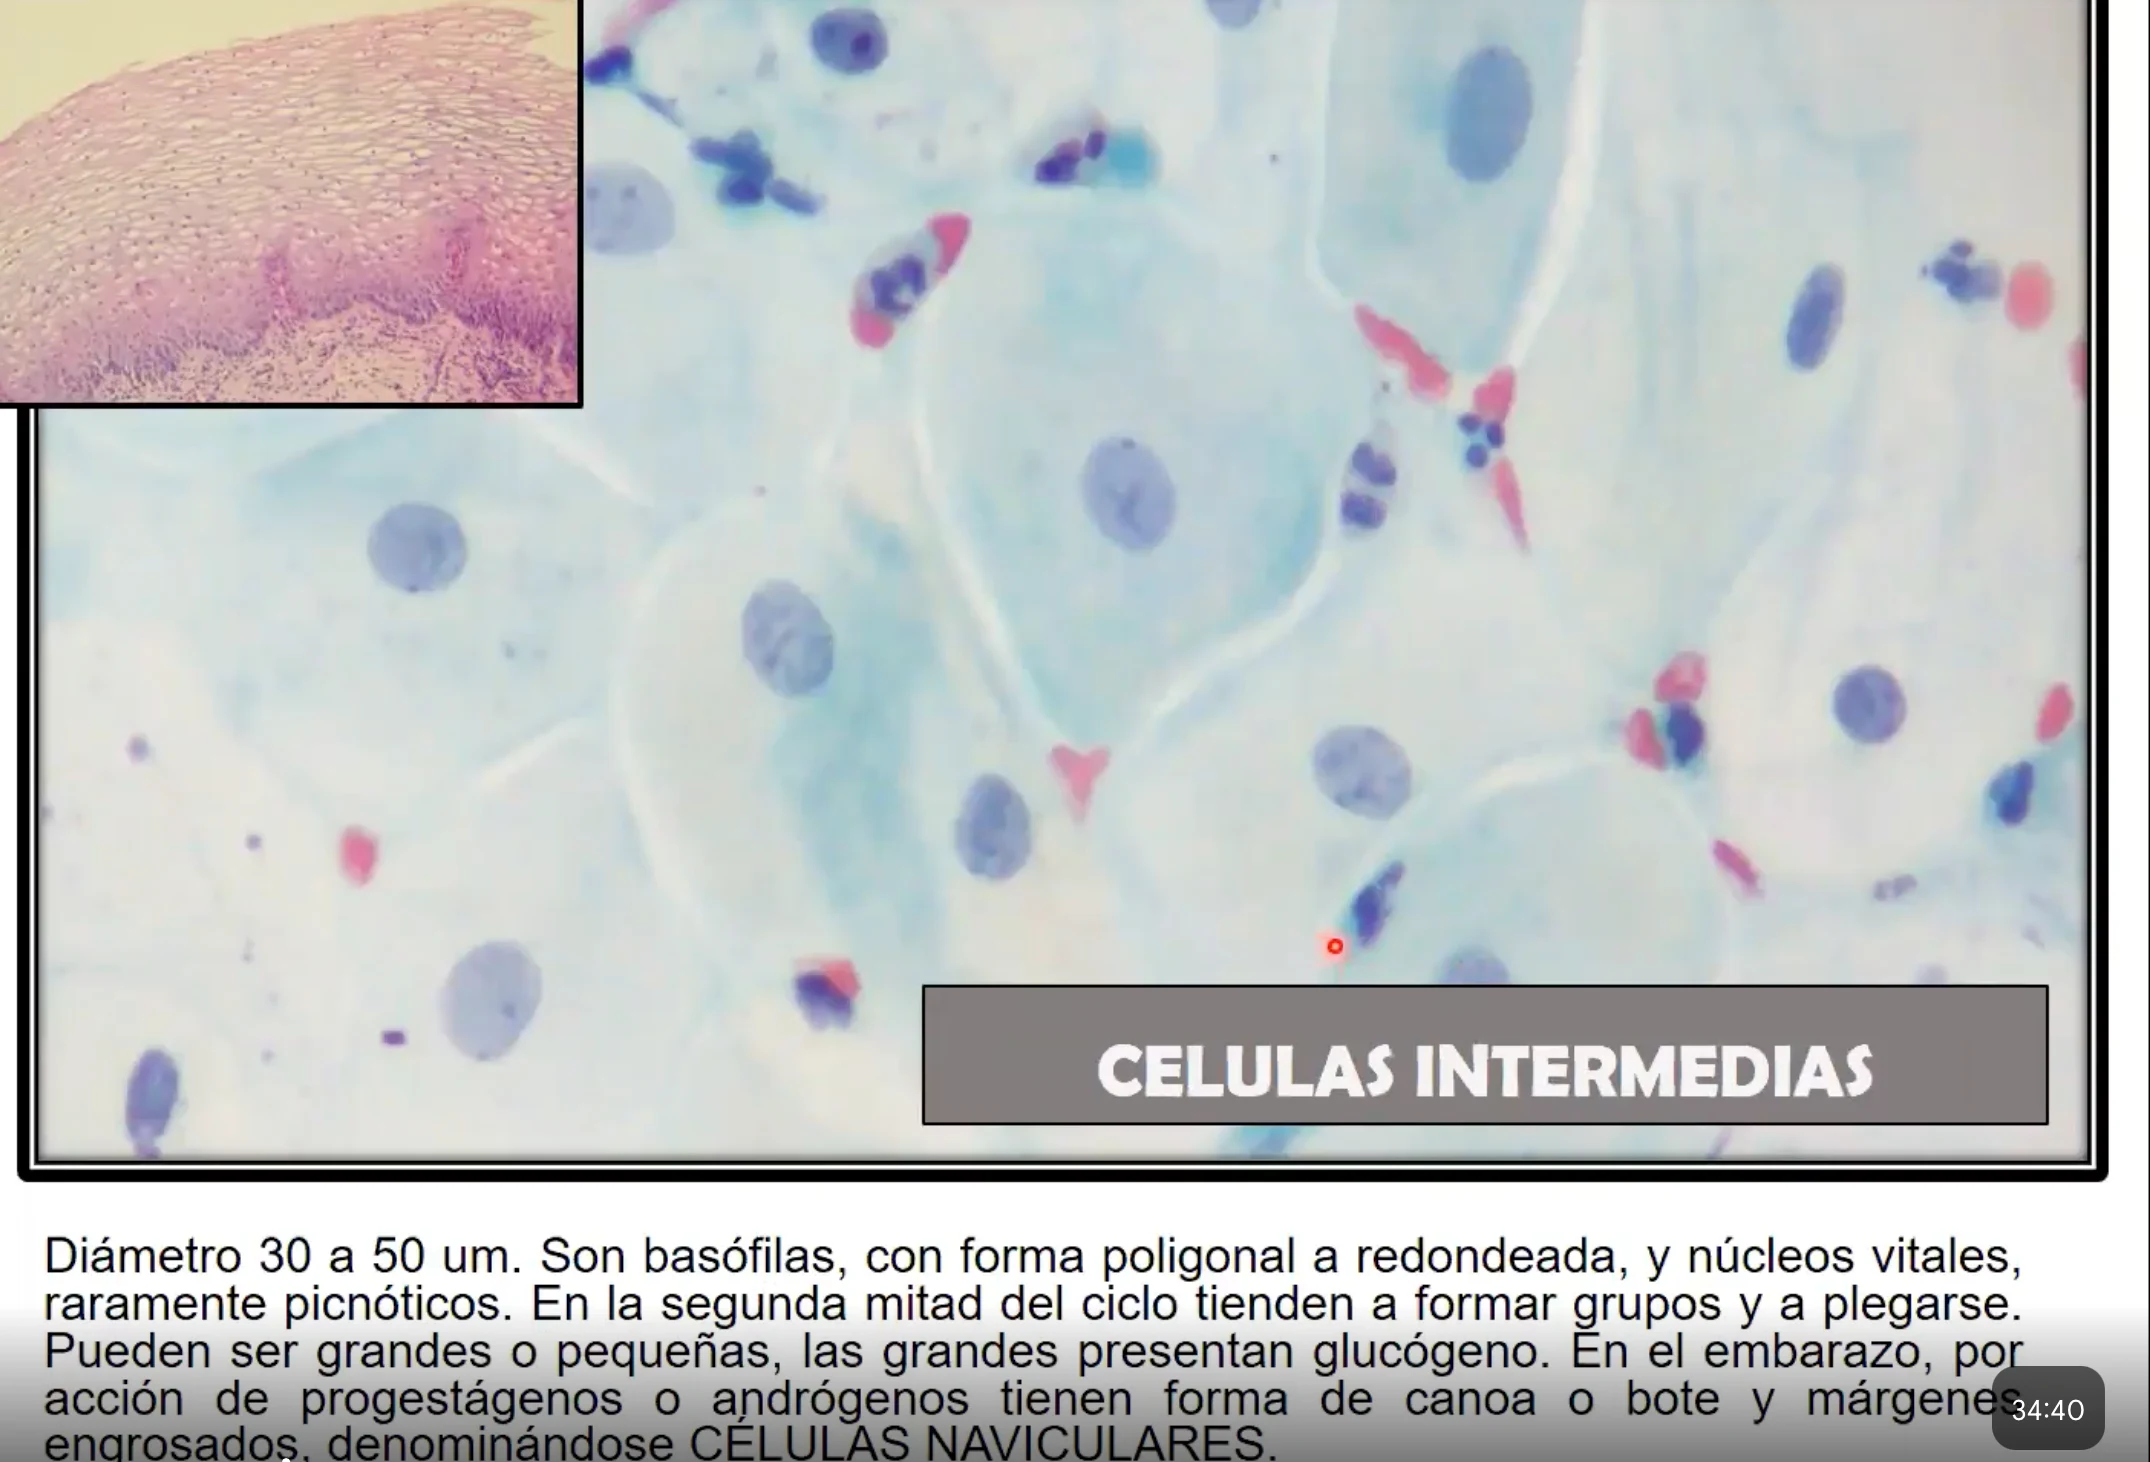 CELULAS INTERMEDIAS
Diámetro 30 a 50 um. Son basófilas, con forma poligonal a redondeada, y núcleos vitales,
raramente picnóticos. En la segunda mitad del ciclo tienden a formar grupos y a plegarse.
Pueden ser grandes o pequeñas, las grandes presentan glucógeno. En el embarazo, por
acción de progestágenos o andrógenos tienen forma de canoa o bote y márgenes
engrosados, denominándose CÉLULAS NAVICULARES.
34:40